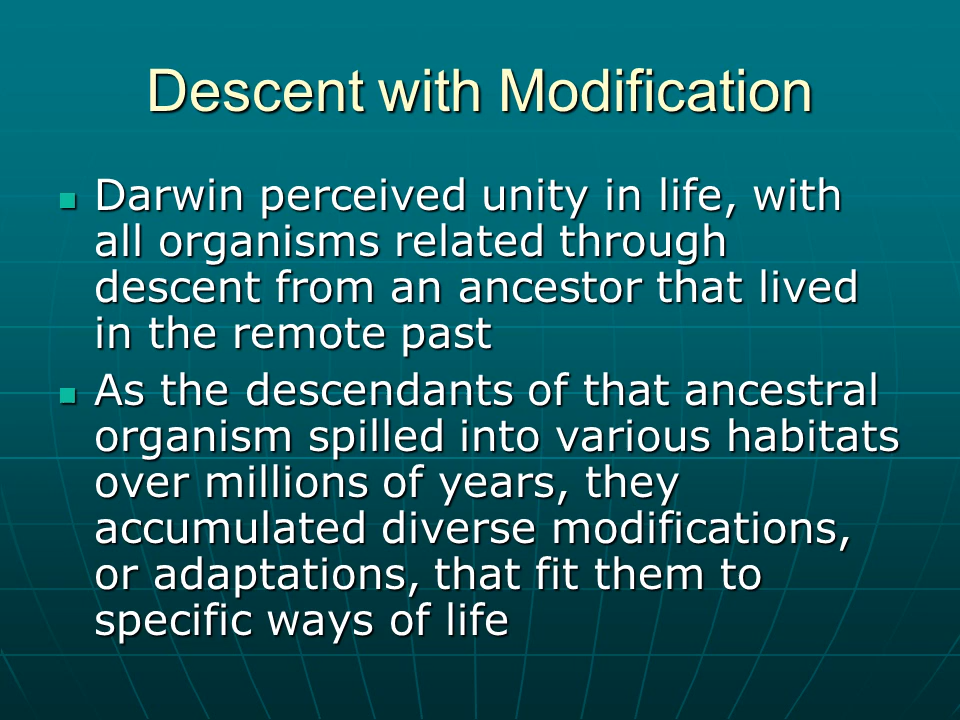 Descent with Modification
Darwin perceived unity in life, with
all organisms related through
descent from an ancestor that lived
in the remote past
As the descendants of that ancestral
organism spilled into various habitats
over millions of years, they
accumulated diverse modifications,
or adaptations, that fit them to
specific ways of life